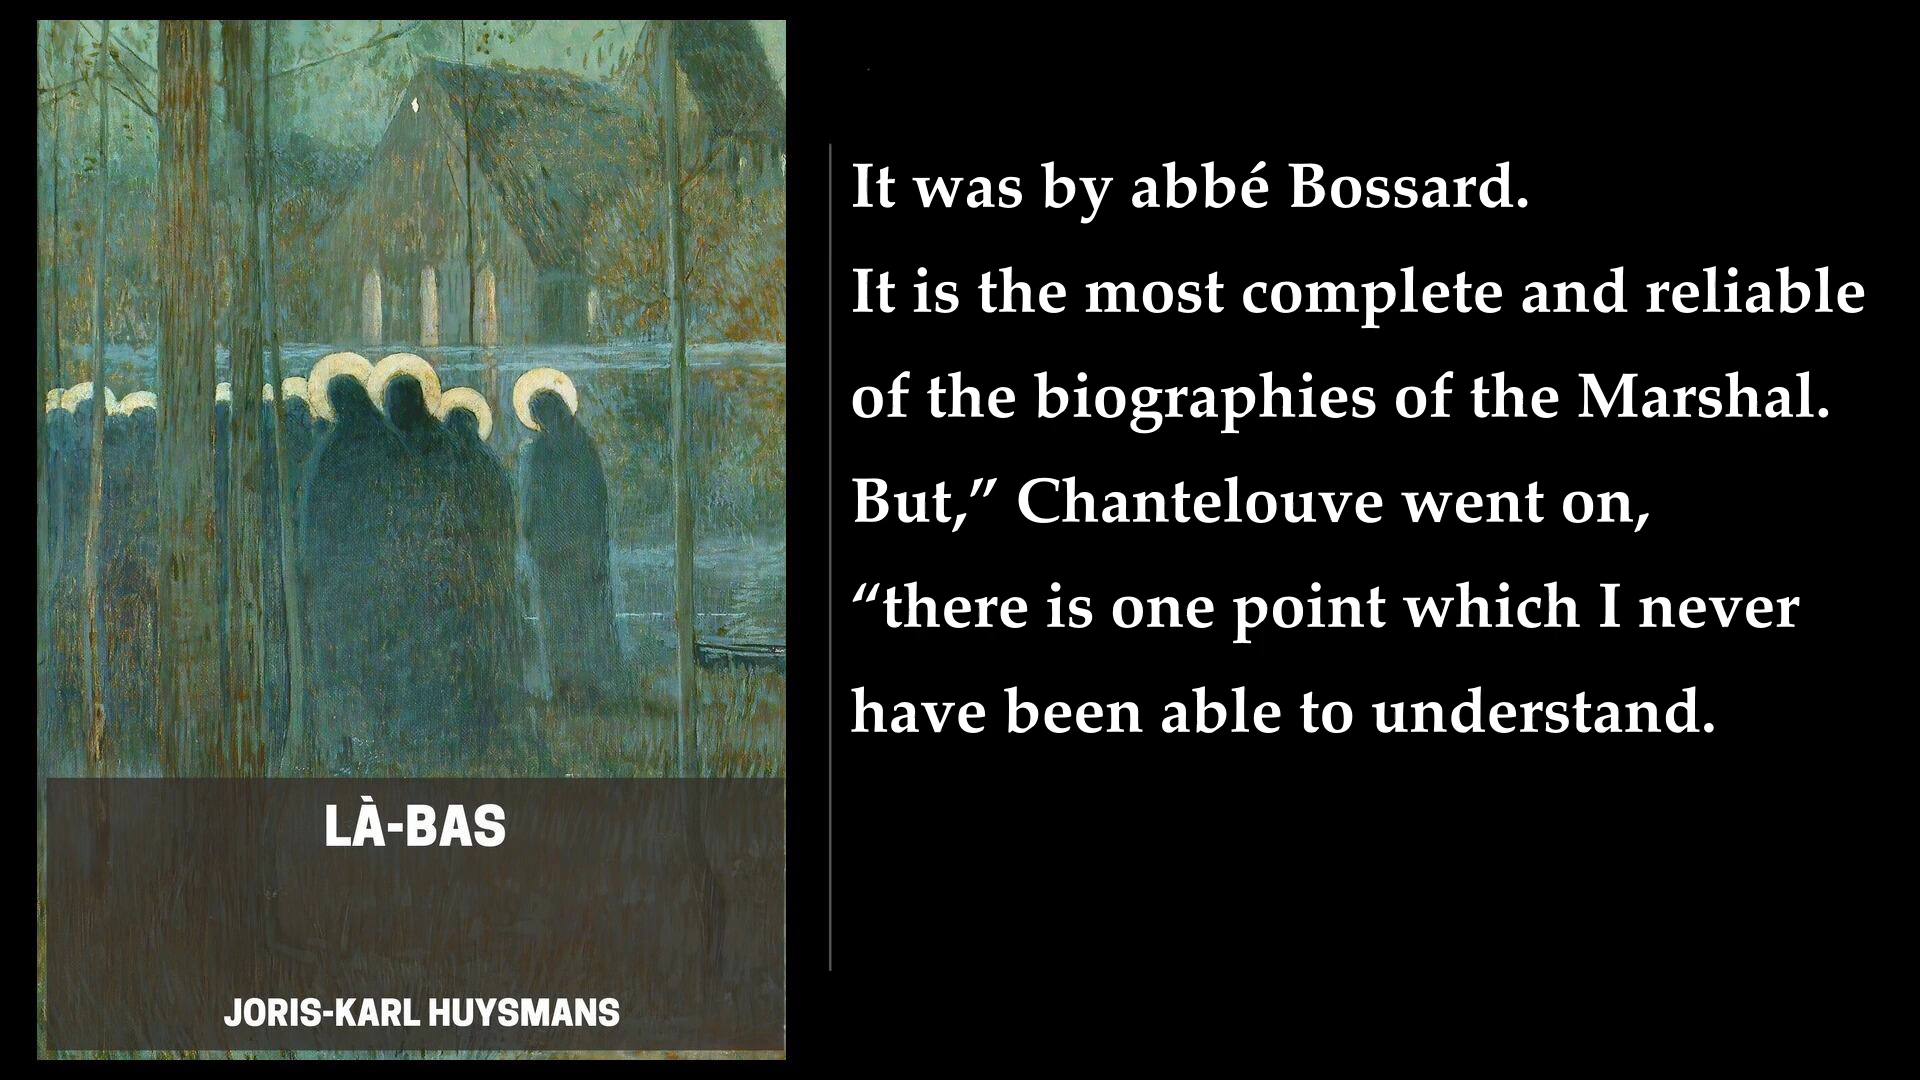 LÀ-BAS
JORIS-KARL HUYSMANS
It was by abbé Bossard.
It is the most complete and reliable
of the biographies of the Marshal.
But,” Chantelouve went on,
“there is one point which I never
have been able to understand.